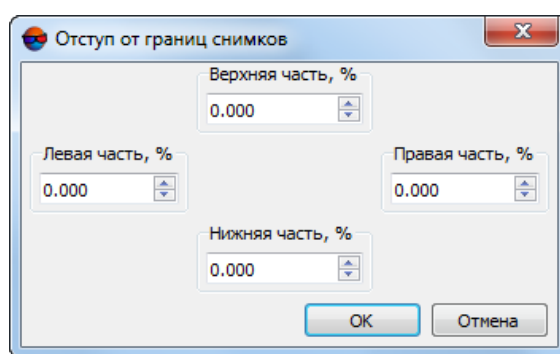 Отступ от границ снимков
Верхняя часть, %
0.000
Левая часть, %
Правая часть, %
0.000
0.000
Нижняя часть, %
0.000
OK
Отмена